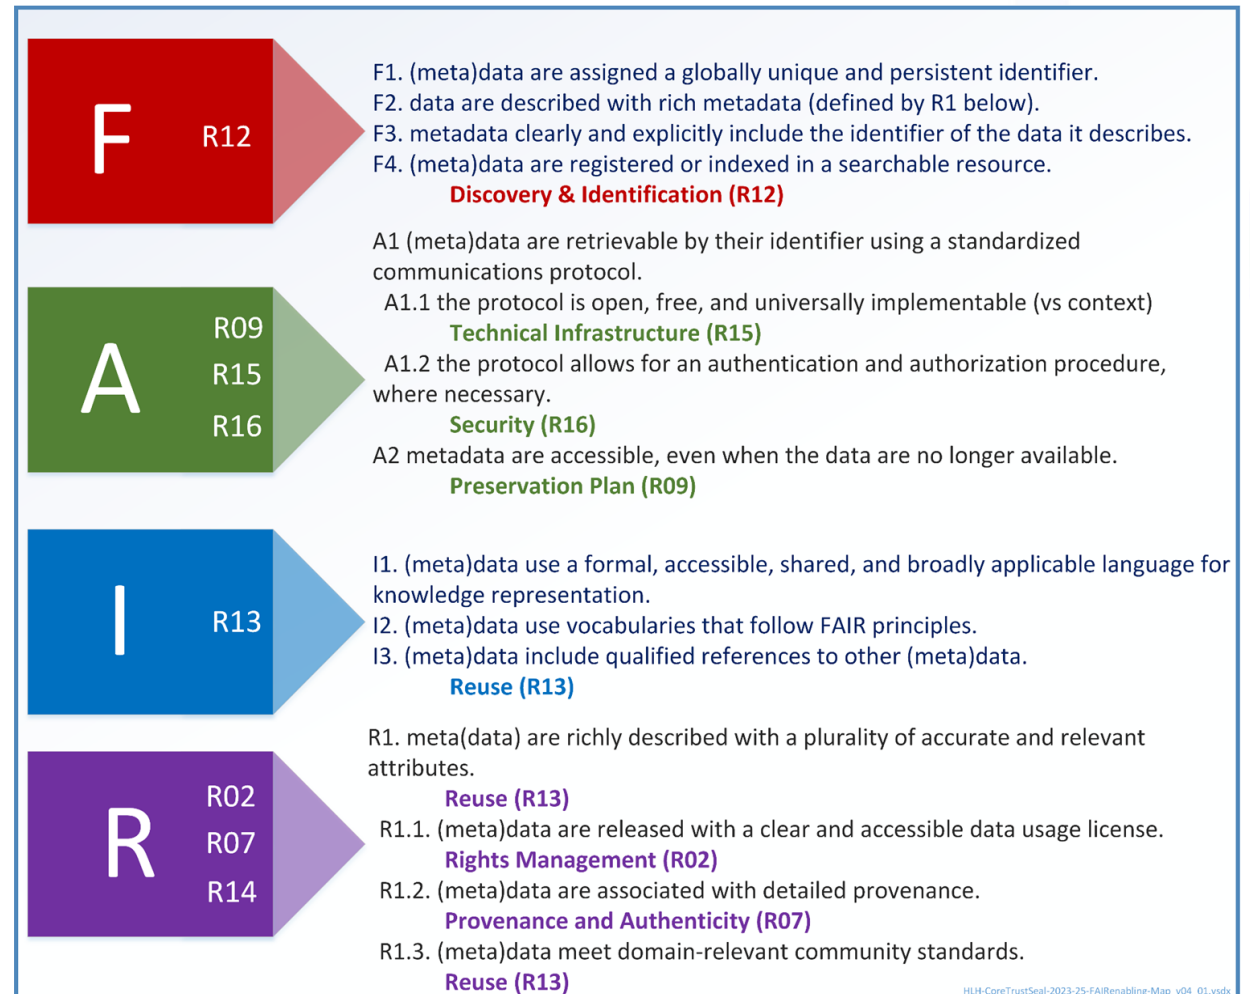 F
R12
F1. (meta)data are assigned a globally unique and persistent identifier.
F2. data are described with rich metadata (defined by R1 below).
F3. metadata clearly and explicitly include the identifier of the data it describes.
F4. (meta)data are registered or indexed in a searchable resource.
Discovery & Identification (R12)
A
R09
R15
R16
A1 (meta)data are retrievable by their identifier using a standardized
communications protocol.
A1.1 the protocol is open, free, and universally implementable (vs context)
Technical Infrastructure (R15)
A1.2 the protocol allows for an authentication and authorization procedure,
where necessary.
Security (R16)
A2 metadata are accessible, even when the data are no longer available.
Preservation Plan (R09)
I
R13
I1. (meta)data use a formal, accessible, shared, and broadly applicable language for
knowledge representation.
I2. (meta)data use vocabularies that follow FAIR principles.
I3. (meta)data include qualified references to other (meta)data.
Reuse (R13)
R
R02
R07
R14
R1. meta(data) are richly described with a plurality of accurate and relevant
attributes.
Reuse (R13)
R1.1. (meta)data are released with a clear and accessible data usage license.
Rights Management (R02)
R1.2. (meta)data are associated with detailed provenance.
Provenance and Authenticity (R07)
R1.3. (meta)data meet domain-relevant community standards.
Reuse (R13)
HLH-CoreTrustSeal-2023-25-FAIRenabling-Map_v04_01.vsdx